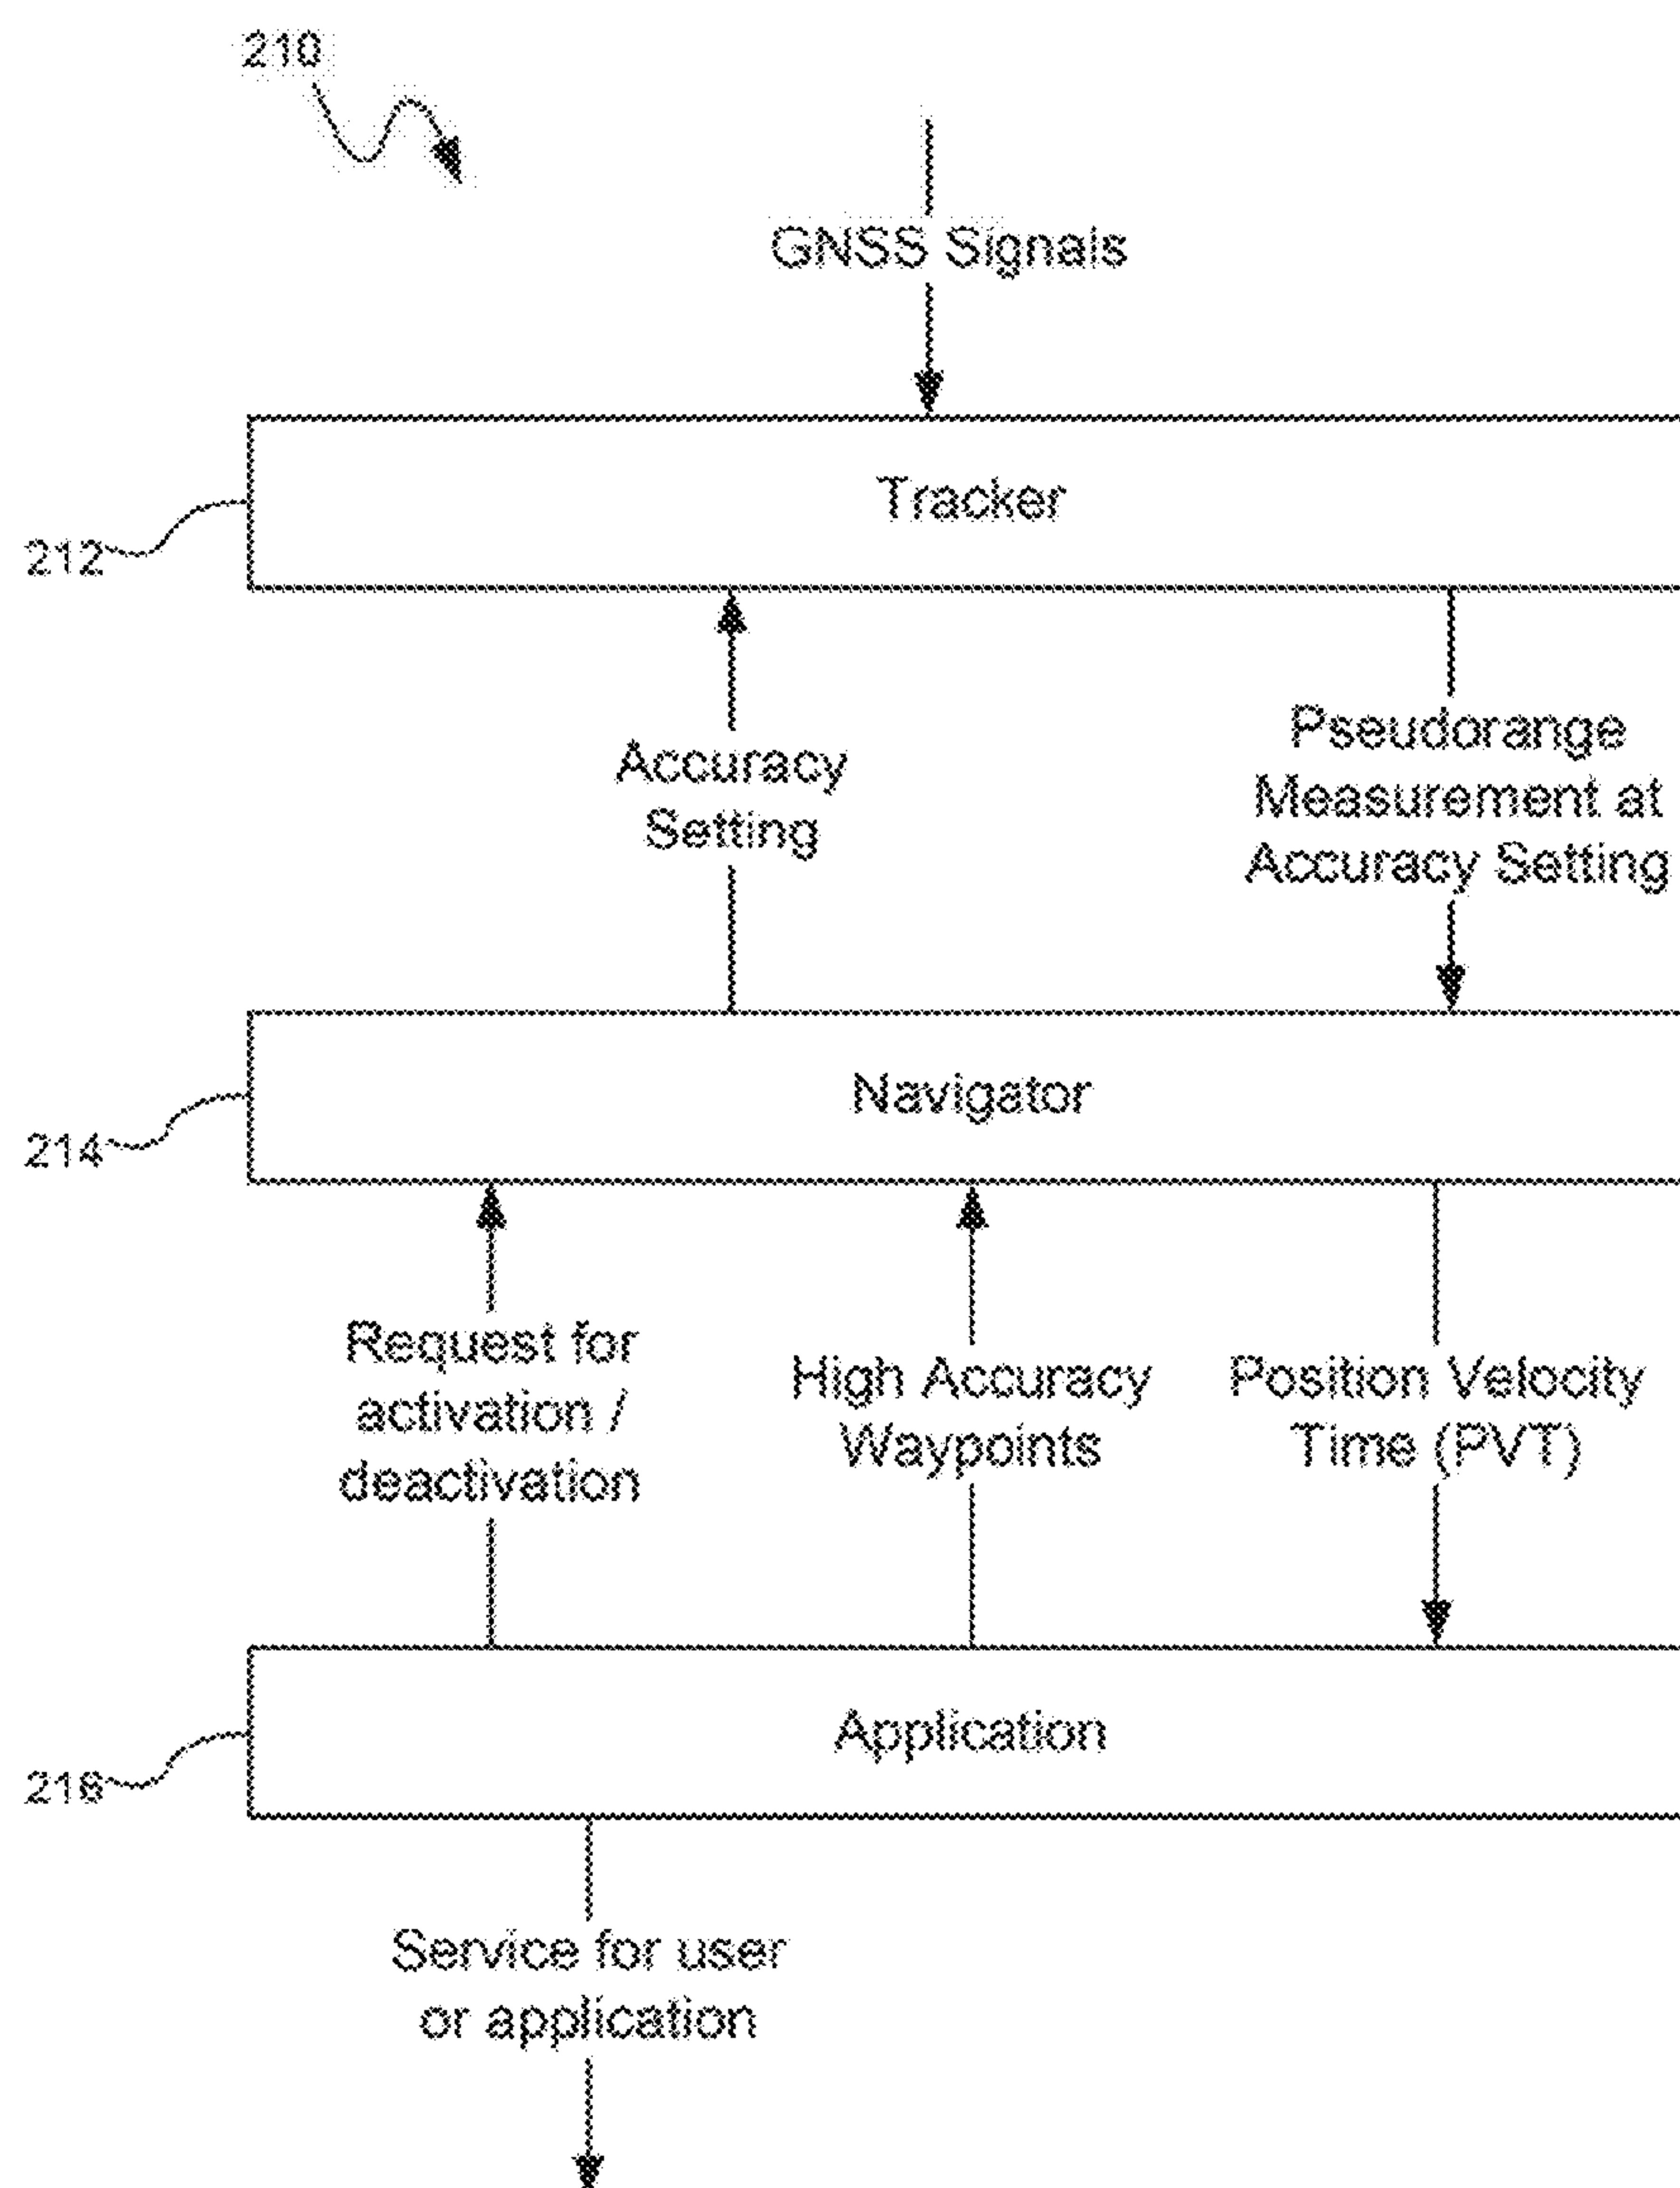 210
GNSS Signals
Tracker
212
Accuracy
Setting
Pseudorange
Measurement at
Accuracy Setting
Navigator
214
Request for
activation /
deactivation
High Accuracy
Waypoints
Position Velocity
Time (PVT)
Application
216
Service for user
or application